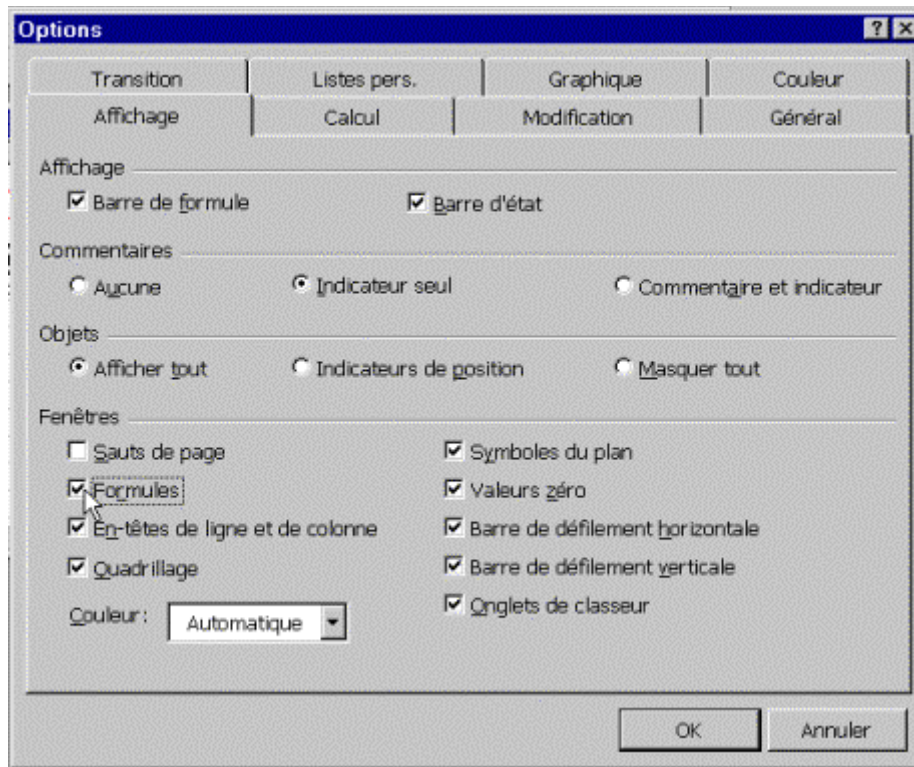 Options
Transition Listes pers. Graphique Couleur
Affichage Calcul Modification Général
Affichage
Barre de formule Barre d'état
Commentaires
Aucune Indicateur seul Commentaire et indicateur
Objets
Afficher tout Indicateurs de position Masquer tout
Fenêtres
Sauts de page Symboles du plan
Formules Valeurs zéro
En-têtes de ligne et de colonne Barre de défilement horizontale
Quadrillage Barre de défilement verticale
Couleur: Automatique Onglets de classeur
OK Annuler